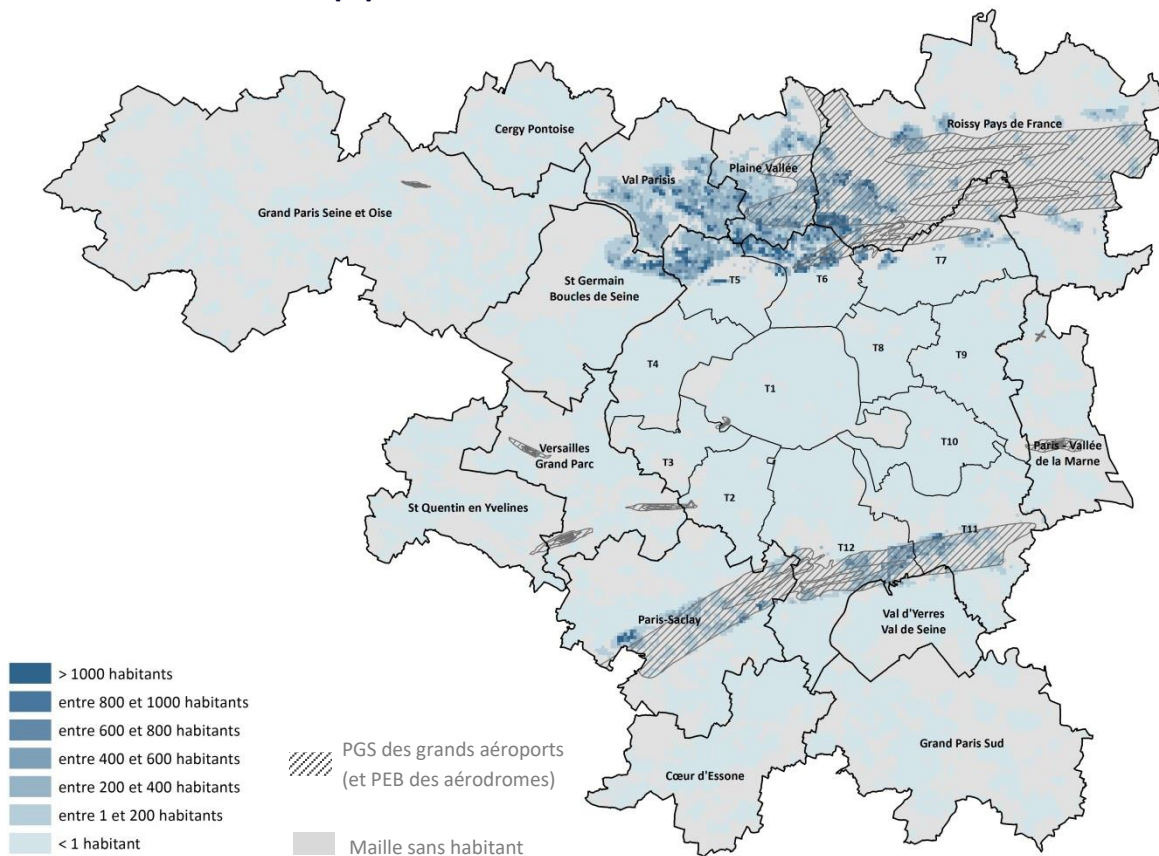 Cergy Pontoise
Roissy Pays de France
Plaine Vallée
Val Parisis
Grand Paris Seine et Oise
T7
St Germain
Boucles de Seine
T5
T6
T8
T9
T4
T1
T10
Versailles
Grand Parc
Paris - Vallée
de la Marne
T3
T2
St Quentin en Yvelines
T11
T12
Paris-Saclay
Val d'Yerres
Val de Seine
Grand Paris Sud
Cœur d'Essone
> 1000 habitants
entre 800 et 1000 habitants
entre 600 et 800 habitants
entre 400 et 600 habitants
entre 200 et 400 habitants
entre 1 et 200 habitants
< 1 habitant
PGS des grands aéroports
(et PEB des aérodromes)
Maille sans habitant